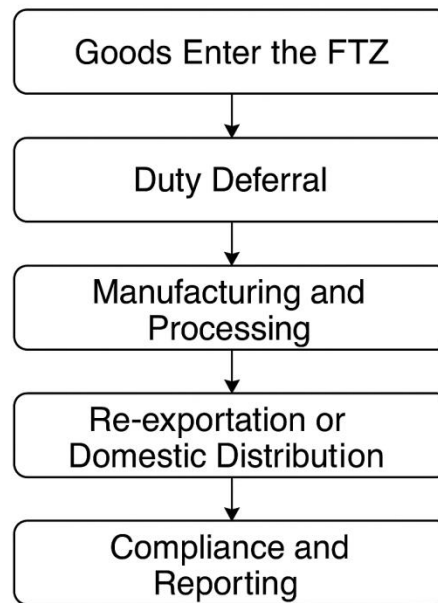 Goods Enter the FTZ
Duty Deferral
Manufacturing and
Processing
Re-exportation or
Domestic Distribution
Compliance and
Reporting